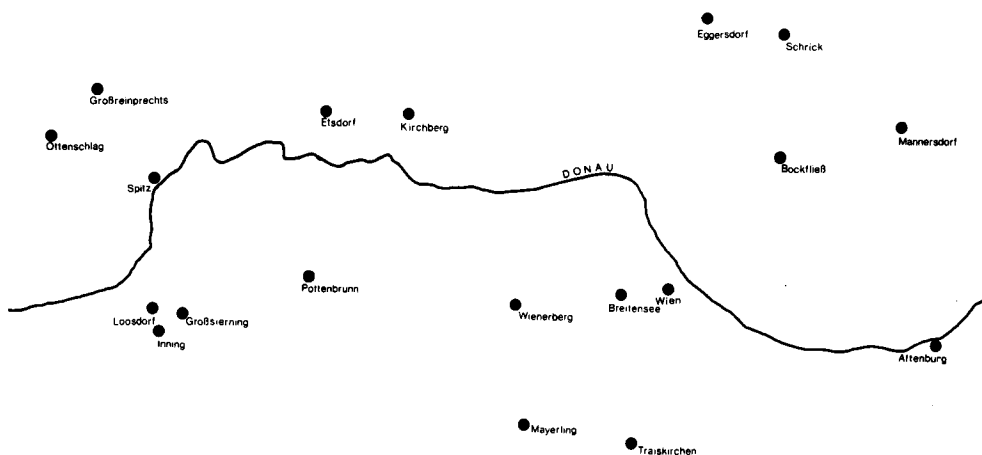 Eggersdorf
Schrick
Großreinprechts
Etsdorf
Kirchberg
Ottenschlag
Mannersdorf
Bockfließ
DONAU
Spitz
Pottenbrunn
Breitensee
Wien
Loosdorf
Großsierning
Wienerberg
Inning
Altenburg
Mayerling
Traiskirchen